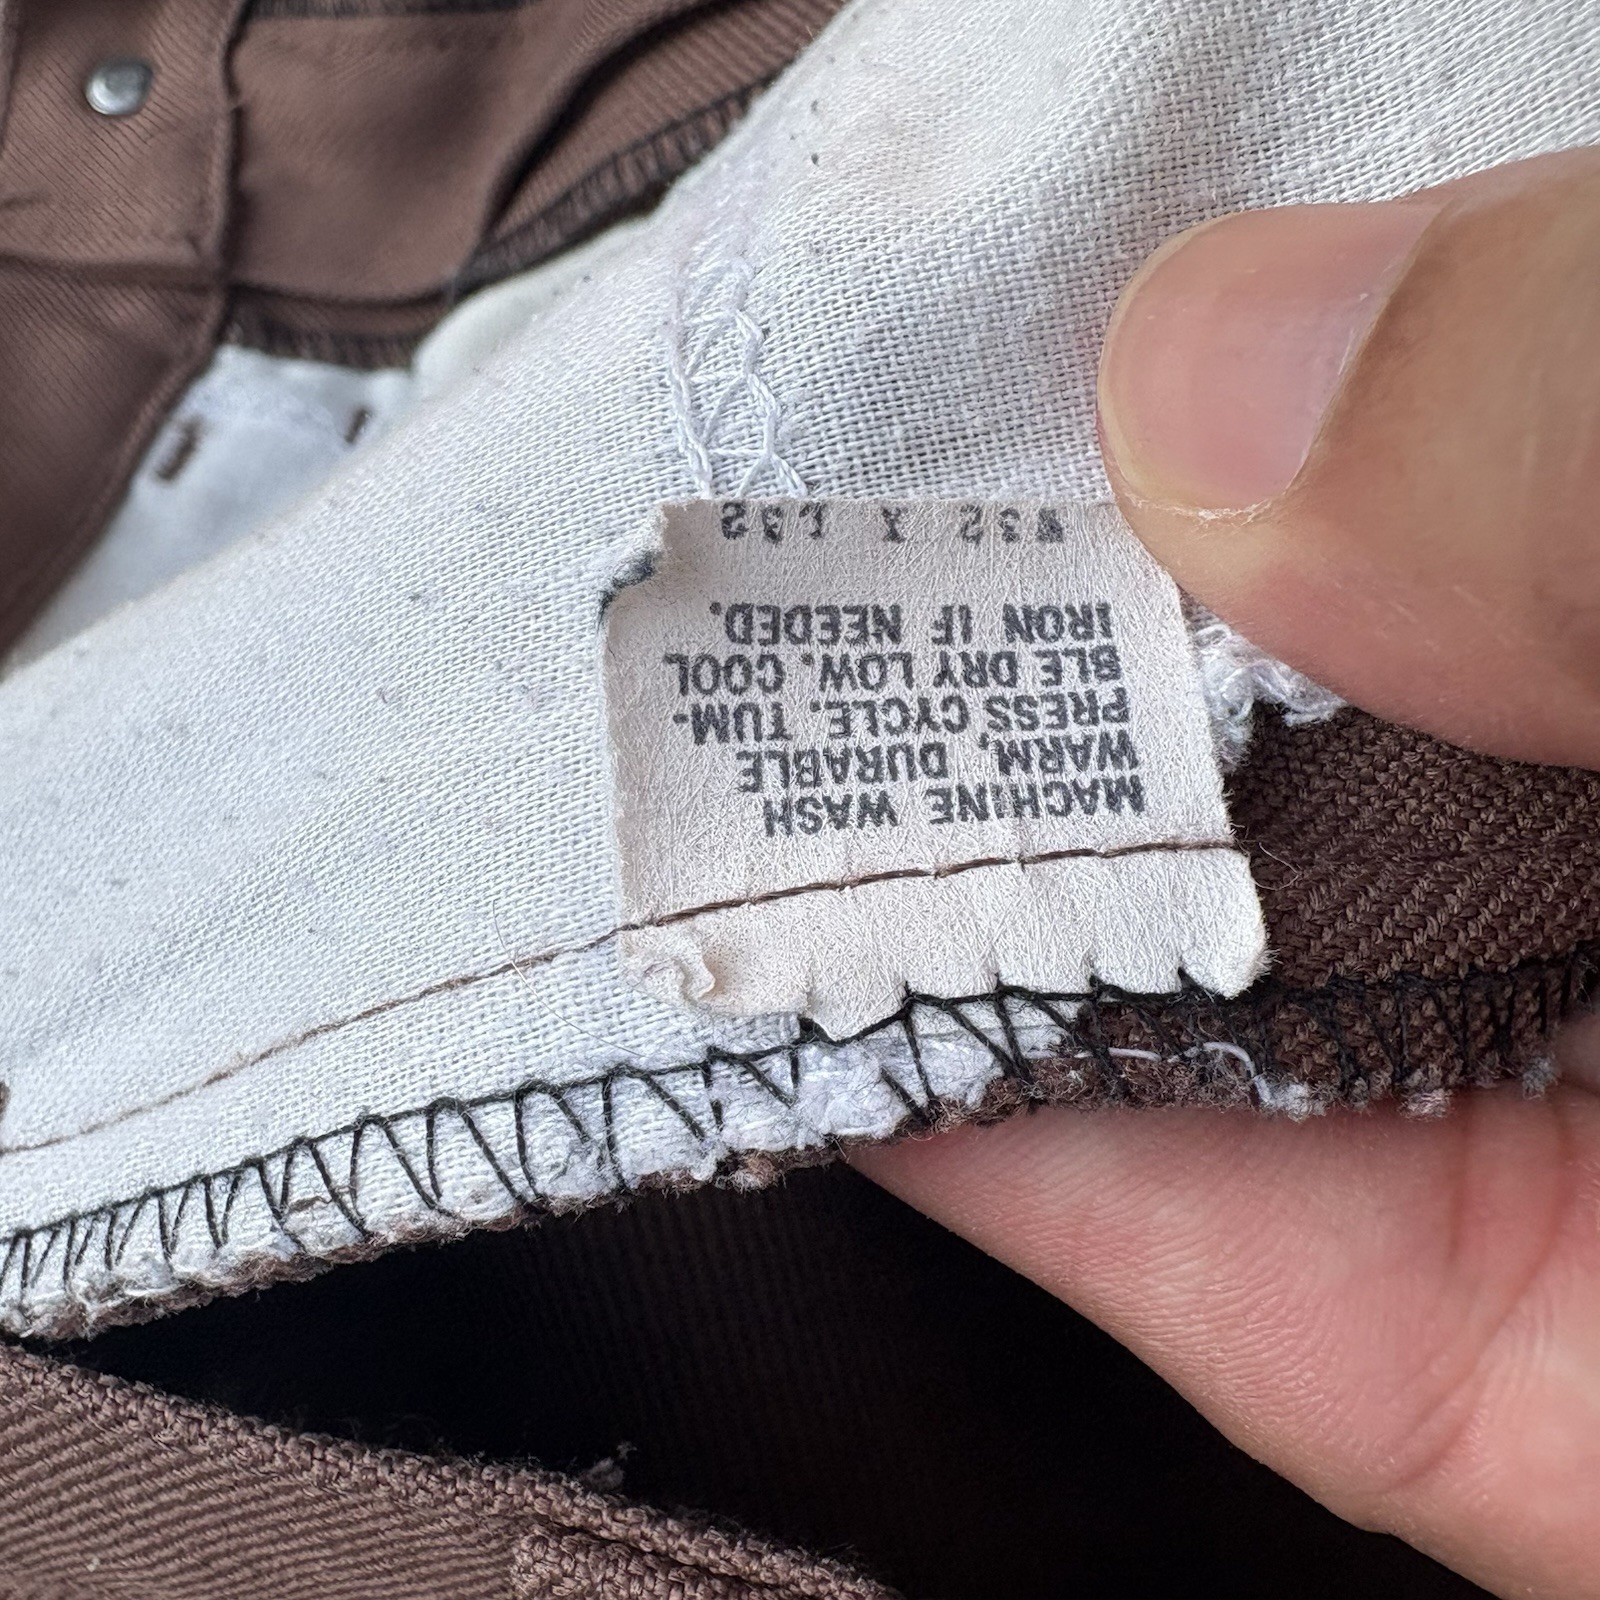 MACHINE WASH
WARM, DURABLE
PRESS CYCLE. TUM-
BLE DRY LOW. COOL
IRON IF NEEDED.
W32 X L32